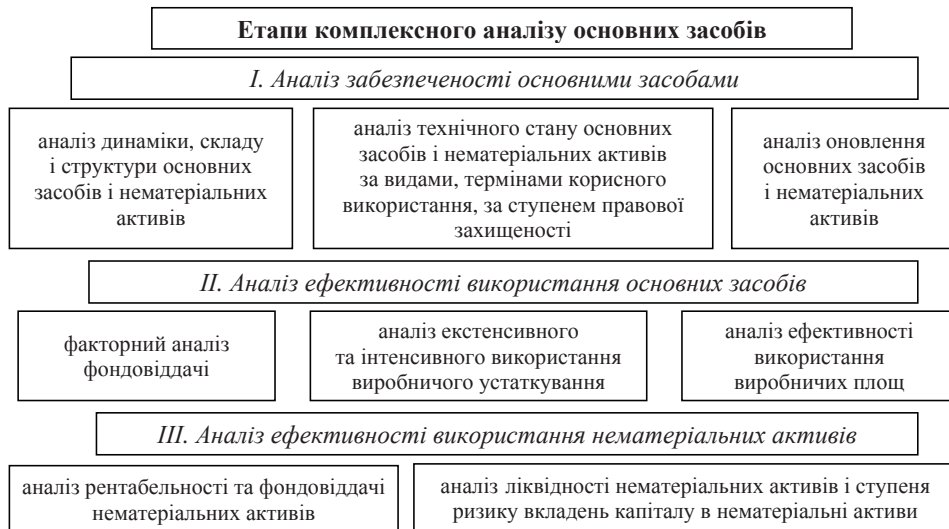 Етапи комплексного аналізу основних засобів
I. Аналіз забезпеченості основними засобами
аналіз динаміки, складу
і структури основних
засобів і нематеріальних
активів
аналіз технічного стану основних
засобів і нематеріальних активів
за видами, термінами корисного
використання, за ступенем правової
захищеності
аналіз оновлення
основних засобів
і нематеріальних
активів
II. Аналіз ефективності використання основних засобів
факторний аналіз
фондовіддачі
аналіз екстенсивного
та інтенсивного використання
виробничого устаткування
аналіз ефективності
використання
виробничих площ
III. Аналіз ефективності використання нематеріальних активів
аналіз рентабельності та фондовіддачі
нематеріальних активів
аналіз ліквідності нематеріальних активів і ступеня
ризику вкладень капіталу в нематеріальні активи